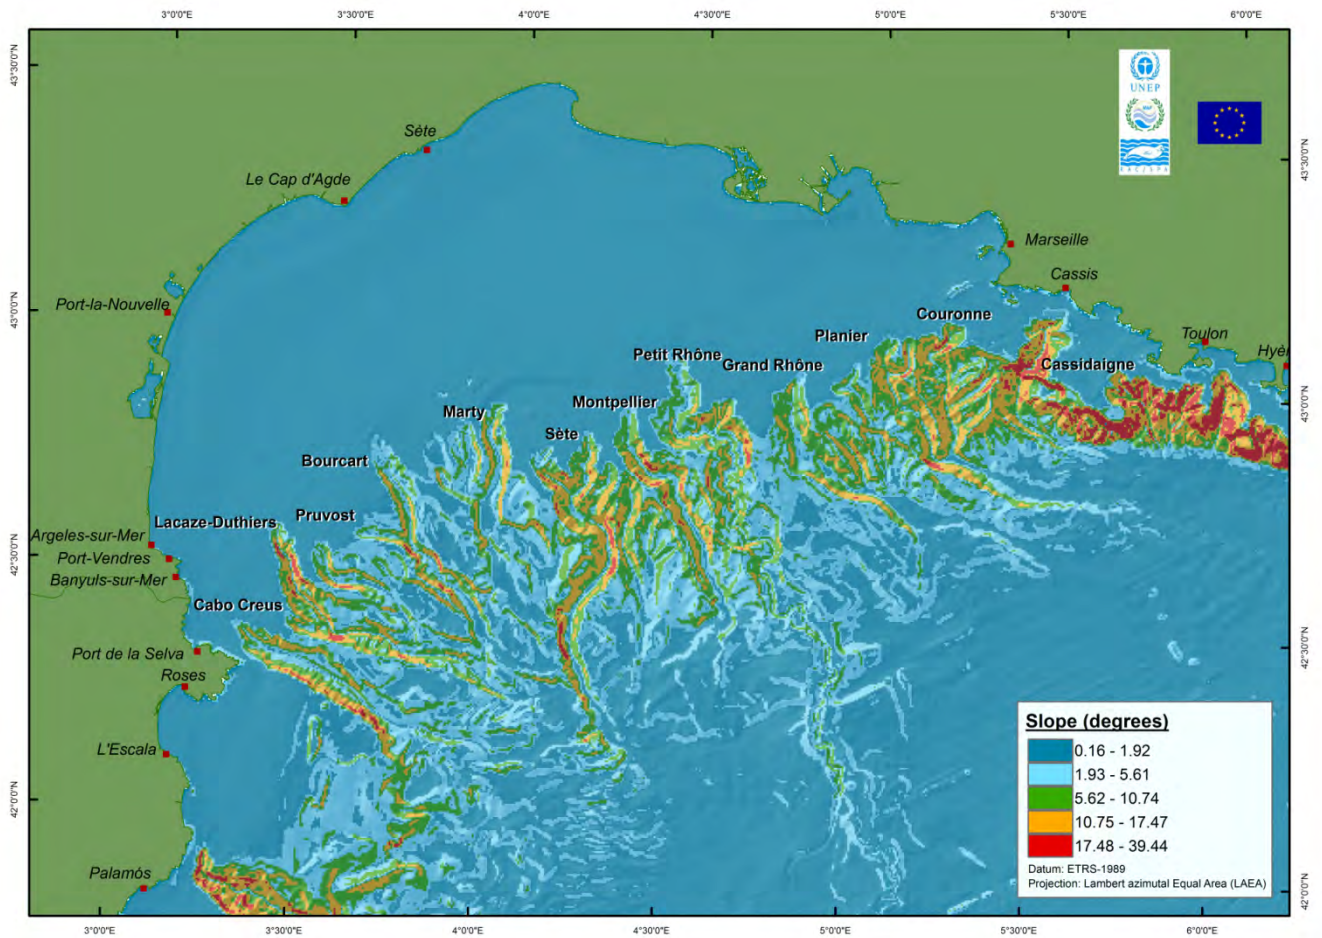 3°0'0"E 3°30'0"E 4°0'0"E 4°30'0"E 5°0'0"E 5°30'0"E 6°0'0"E
43°30'0"N
43°0'0"N
42°30'0"N
42°0'0"N
UNEP
RAC/SPA
Sète
Le Cap d'Agde
Port-la-Nouvelle
Marseille
Cassis
Toulon
Hyèr
Couronne
Planier
Cassidaigne
Petit Rhône
Grand Rhône
Montpellier
Marty
Sète
Bourcart
Pruvost
Lacaze-Duthiers
Argeles-sur-Mer
Port-Vendres
Banyuls-sur-Mer
Cabo Creus
Port de la Selva
Roses
L'Escala
Palamòs
Slope (degrees)
0.16 - 1.92
1.93 - 5.61
5.62 - 10.74
10.75 - 17.47
17.48 - 39.44
Datum: ETRS-1989
Projection: Lambert azimutal Equal Area (LAEA)
43°30'0"N
43°0'0"N
42°30'0"N
42°0'0"N
3°0'0"E 3°30'0"E 4°0'0"E 4°30'0"E 5°0'0"E 5°30'0"E 6°0'0"E